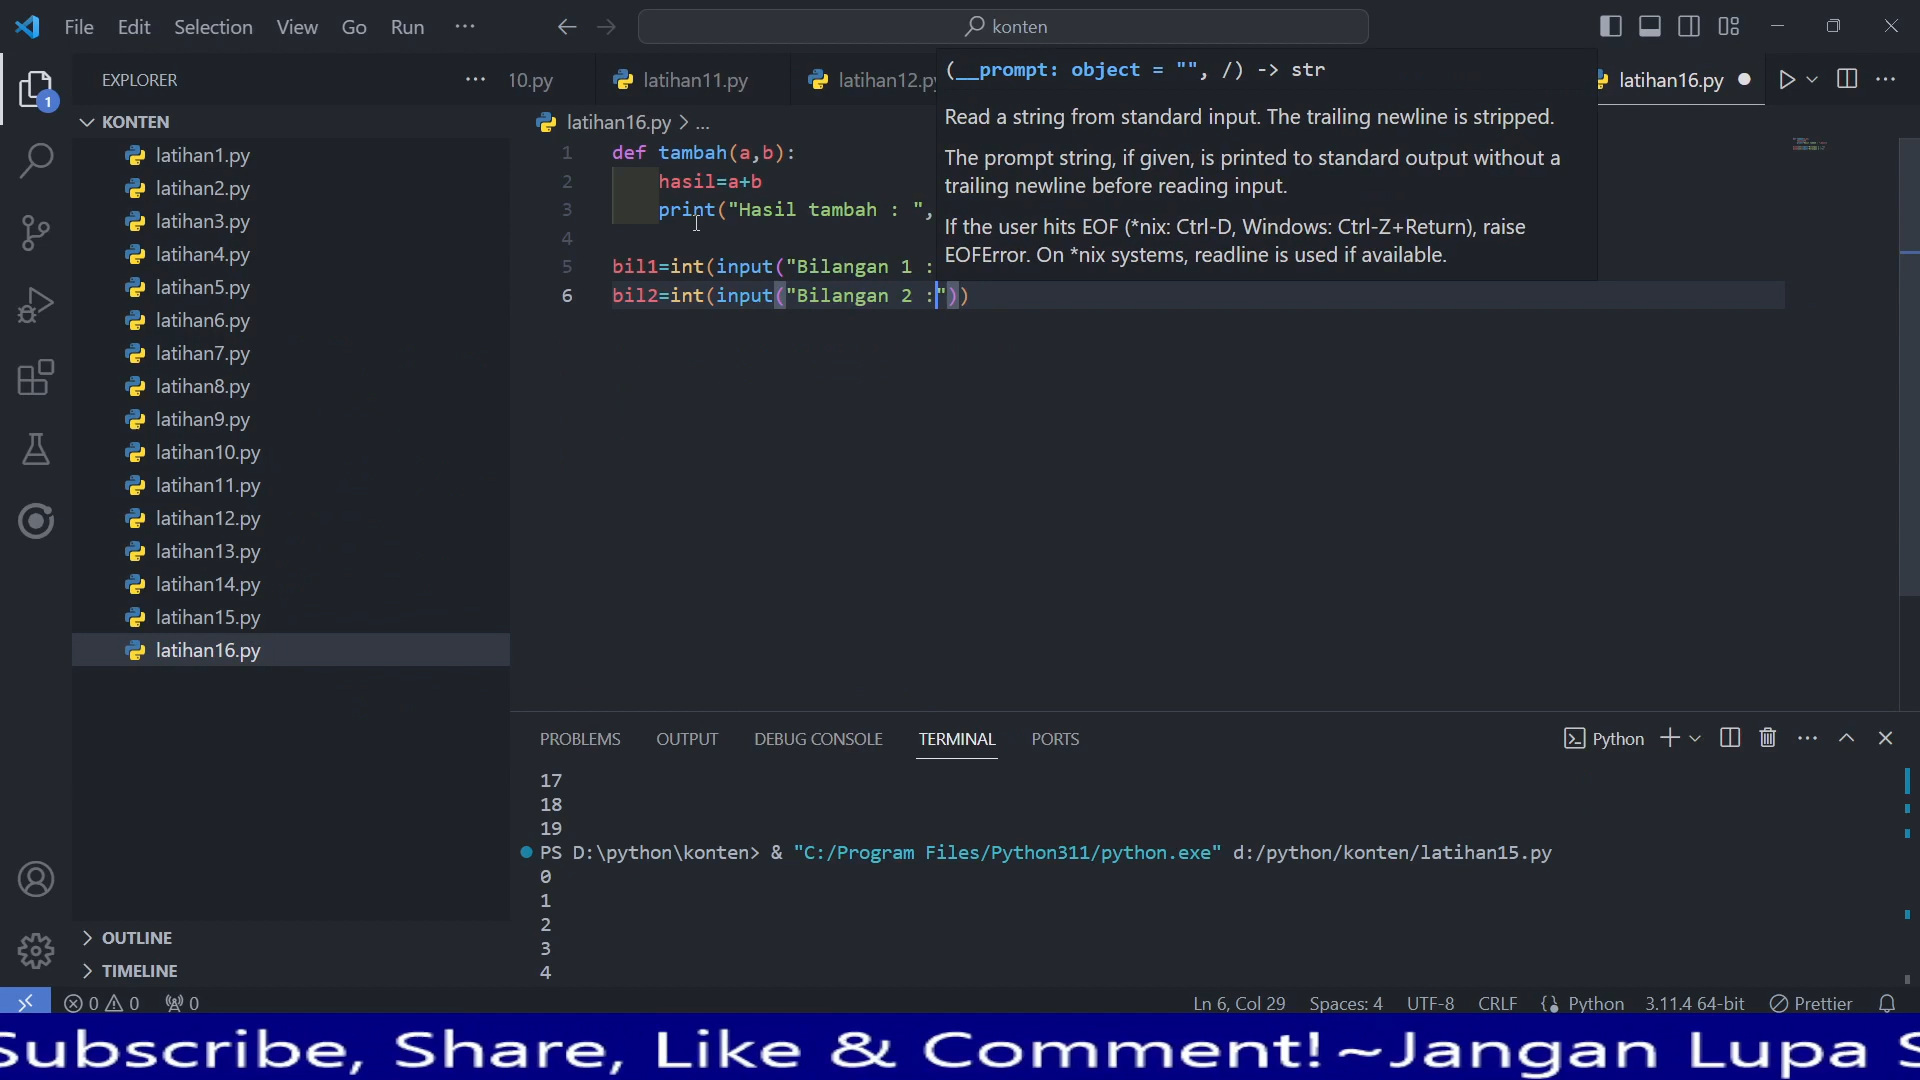 File Edit Selection View Go Run ... konten
EXPLORER ... 10.py latihan11.py latihan12.py latihan16.py
(__prompt: object = "", /) -> str
Read a string from standard input. The trailing newline is stripped.
The prompt string, if given, is printed to standard output without a
trailing newline before reading input.
If the user hits EOF (*nix: Ctrl-D, Windows: Ctrl-Z+Return), raise
EOFError. On *nix systems, readline is used if available.
1
KONTEN
latihan1.py
latihan2.py
latihan3.py
latihan4.py
latihan5.py
latihan6.py
latihan7.py
latihan8.py
latihan9.py
latihan10.py
latihan11.py
latihan12.py
latihan13.py
latihan14.py
latihan15.py
latihan16.py
OUTLINE
TIMELINE
latihan16.py > ...
1 def tambah(a,b):
2 hasil=a+b
3 print("Hasil tambah : ",
4
5 bil1=int(input("Bilangan 1 :
6 bil2=int(input("Bilangan 2 :"))
PROBLEMS OUTPUT DEBUG CONSOLE TERMINAL PORTS Python
17
18
19
PS D:\python\konten> & "C:/Program Files/Python311/python.exe" d:/python/konten/latihan15.py
0
1
2
3
4
0 0 0 Ln 6, Col 29 Spaces: 4 UTF-8 CRLF {} Python 3.11.4 64-bit Prettier
Subscribe, Share, Like & Comment!~Jangan Lupa S